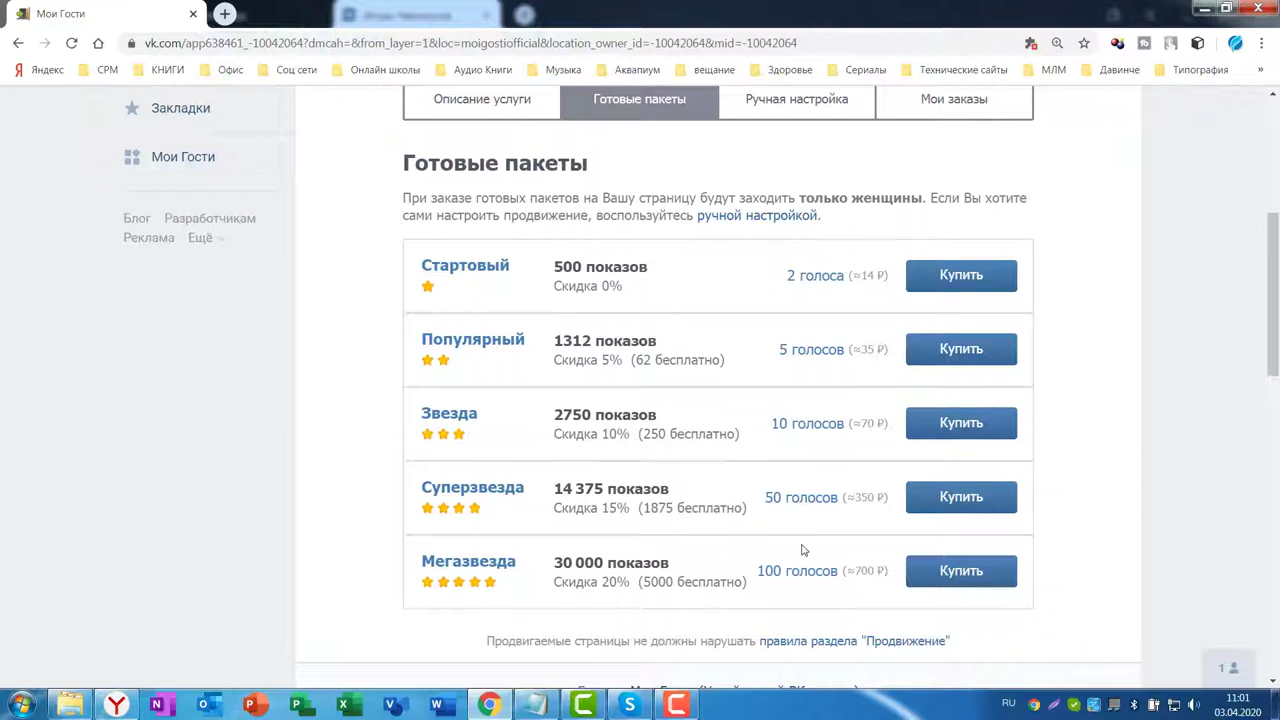 Мои Гости
vk.com/app638461_-10042064?dmcah=&from_layer=1&loc=moigostiofficial&location_owner_id=-10042064&mid=-10042064
Яндекс СРМ КНИГИ Офис Соц сети Онлайн школы Аудио Книги Музыка Аквапиум вещание Здоровье Сериалы Технические сайты МЛМ Давинче Типография »
Закладки
Мои Гости
Блог Разработчикам
Реклама Ещё
Описание услуги Готовые пакеты Ручная настройка Мои заказы
Готовые пакеты
При заказе готовых пакетов на Вашу страницу будут заходить только женщины. Если Вы хотите
сами настроить продвижение, воспользуйтесь ручной настройкой.
Стартовый 500 показов 2 голоса (≈14 ₽) Купить
Скидка 0%
Популярный 1312 показов 5 голосов (≈35 ₽) Купить
Скидка 5% (62 бесплатно)
Звезда 2750 показов 10 голосов (≈70 ₽) Купить
Скидка 10% (250 бесплатно)
Суперзвезда 14 375 показов 50 голосов (≈350 ₽) Купить
Скидка 15% (1875 бесплатно)
Мегазвезда 30 000 показов 100 голосов (≈700 ₽) Купить
Скидка 20% (5000 бесплатно)
Продвигаемые страницы не должны нарушать правила раздела "Продвижение"
1
RU 11:01
03.04.2020